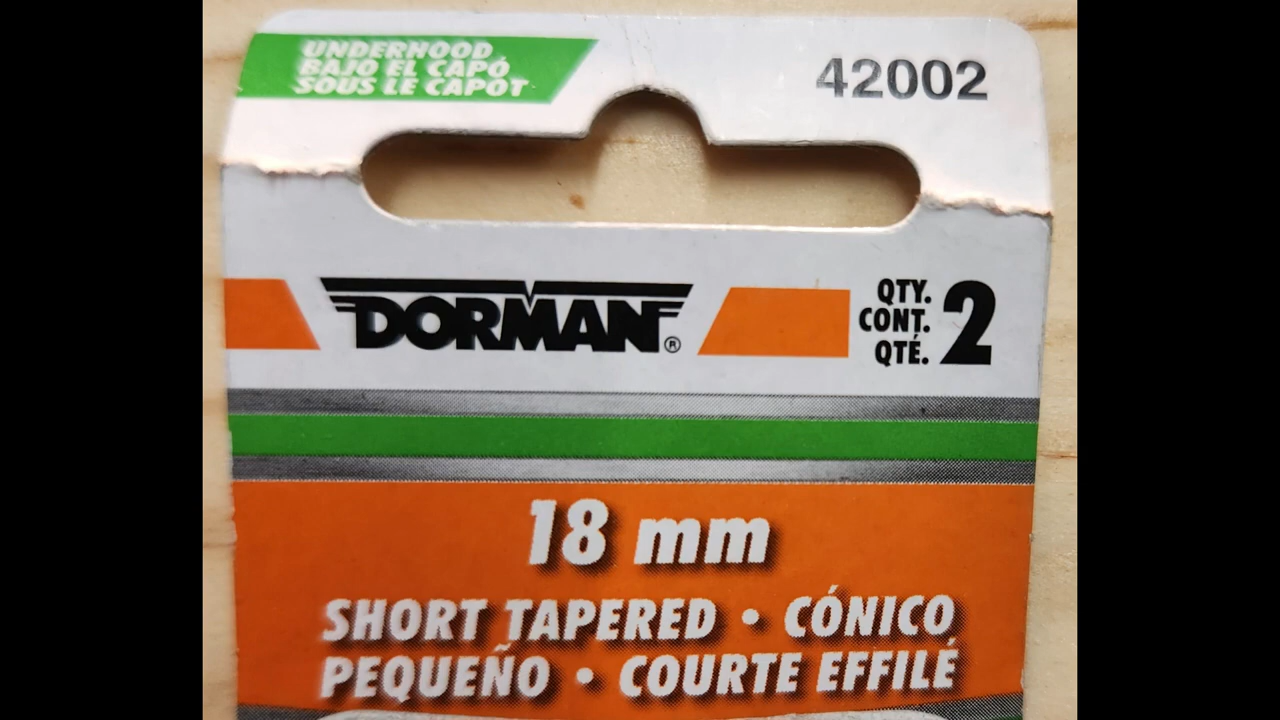 UNDERHOOD
BAJO EL CAPÓ
SOUS LE CAPOT
42002
DORMAN®
QTY.
CONT.
QTÉ.
2
18 mm
SHORT TAPERED • CÓNICO
PEQUEÑO • COURTE EFFILÉ